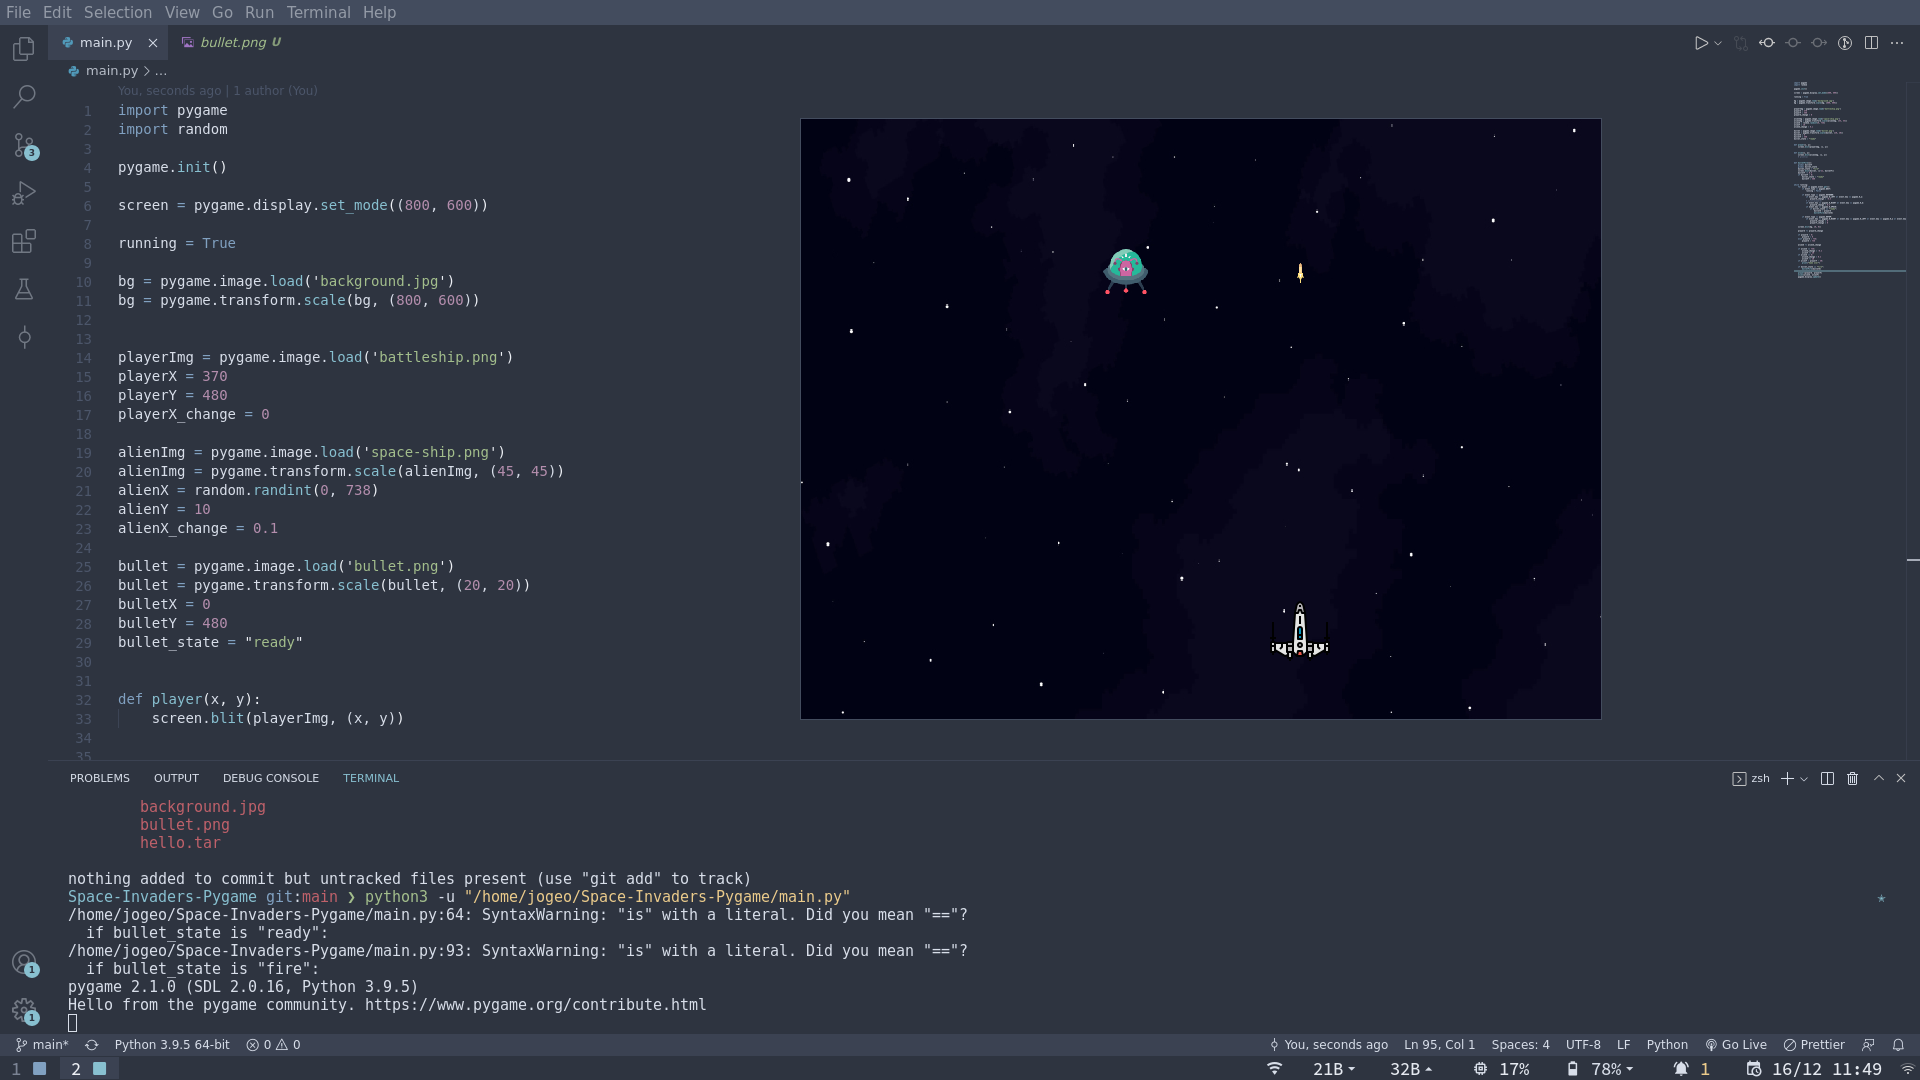 File Edit Selection View Go Run Terminal Help
main.py bullet.png U
main.py > ...
You, seconds ago | 1 author (You)
1 import pygame
2 import random
3
4 pygame.init()
5
6 screen = pygame.display.set_mode((800, 600))
7
8 running = True
9
10 bg = pygame.image.load('background.jpg')
11 bg = pygame.transform.scale(bg, (800, 600))
12
13
14 playerImg = pygame.image.load('battleship.png')
15 playerX = 370
16 playerY = 480
17 playerX_change = 0
18
19 alienImg = pygame.image.load('space-ship.png')
20 alienImg = pygame.transform.scale(alienImg, (45, 45))
21 alienX = random.randint(0, 738)
22 alienY = 10
23 alienX_change = 0.1
24
25 bullet = pygame.image.load('bullet.png')
26 bullet = pygame.transform.scale(bullet, (20, 20))
27 bulletX = 0
28 bulletY = 480
29 bullet_state = "ready"
30
31
32 def player(x, y):
33 screen.blit(playerImg, (x, y))
34
35
3
PROBLEMS OUTPUT DEBUG CONSOLE TERMINAL zsh
background.jpg
bullet.png
hello.tar
nothing added to commit but untracked files present (use "git add" to track)
Space-Invaders-Pygame git:main ❯ python3 -u "/home/jogeo/Space-Invaders-Pygame/main.py"
/home/jogeo/Space-Invaders-Pygame/main.py:64: SyntaxWarning: "is" with a literal. Did you mean "=="?
if bullet_state is "ready":
/home/jogeo/Space-Invaders-Pygame/main.py:93: SyntaxWarning: "is" with a literal. Did you mean "=="?
if bullet_state is "fire":
pygame 2.1.0 (SDL 2.0.16, Python 3.9.5)
Hello from the pygame community. https://www.pygame.org/contribute.html
1
1
main* Python 3.9.5 64-bit 0 0 You, seconds ago Ln 95, Col 1 Spaces: 4 UTF-8 LF Python Go Live Prettier
1 2 21B 32B 17% 78% 1 16/12 11:49